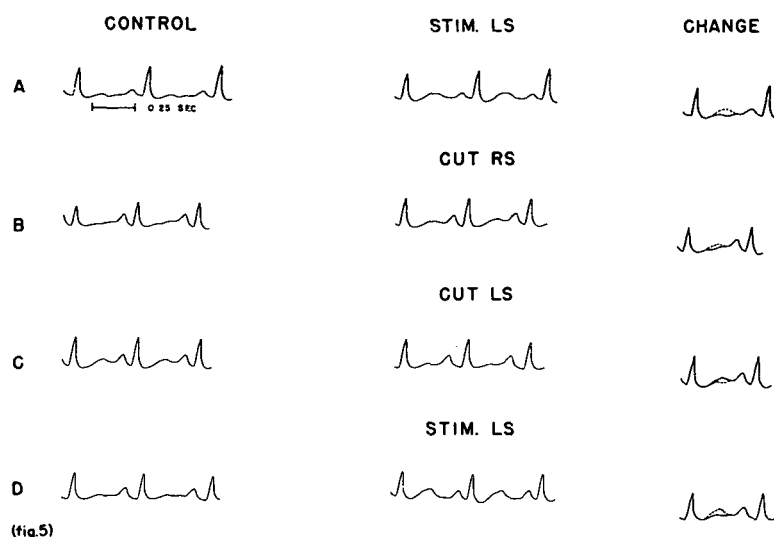 CONTROL STIM. LS CHANGE
A
0 25 SEC
CUT RS
B
CUT LS
C
STIM. LS
D
(fig.5)